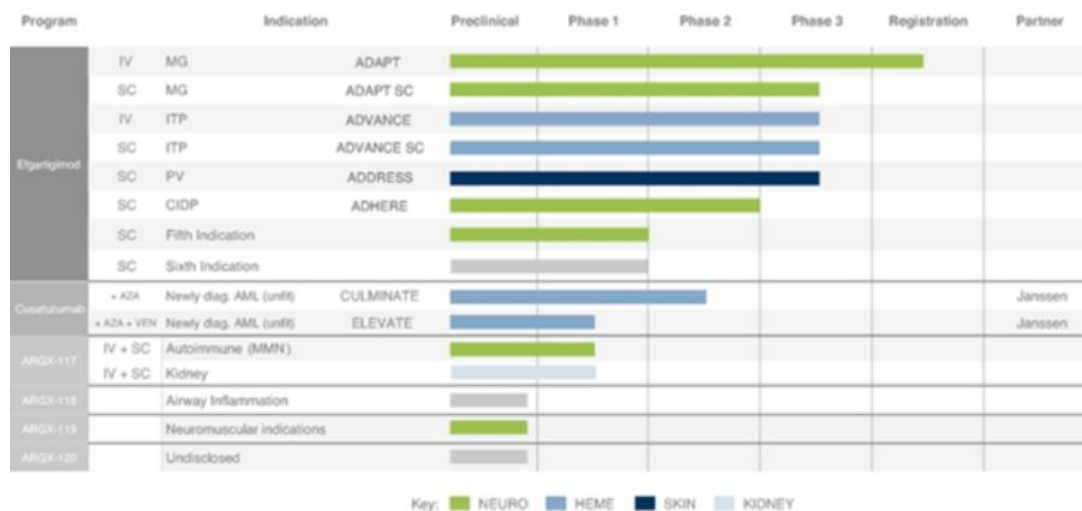 Program Indication Preclinical Phase 1 Phase 2 Phase 3 Registration Partner
Efgartigimod
IV MG ADAPT
SC MG ADAPT SC
IV ITP ADVANCE
SC ITP ADVANCE SC
SC PV ADDRESS
SC CIDP ADHERE
SC Fifth Indication
SC Sixth Indication
Cusatuzumab
+ AZA Newly diag. AML (unfit) CULMINATE Janssen
+ AZA + VEN Newly diag. AML (unfit) ELEVATE Janssen
ARGX-117
IV + SC Autoimmune (MMN)
IV + SC Kidney
ARGX-118 Airway Inflammation
ARGX-119 Neuromuscular indications
ARGX-120 Undisclosed
Key: NEURO HEME SKIN KIDNEY